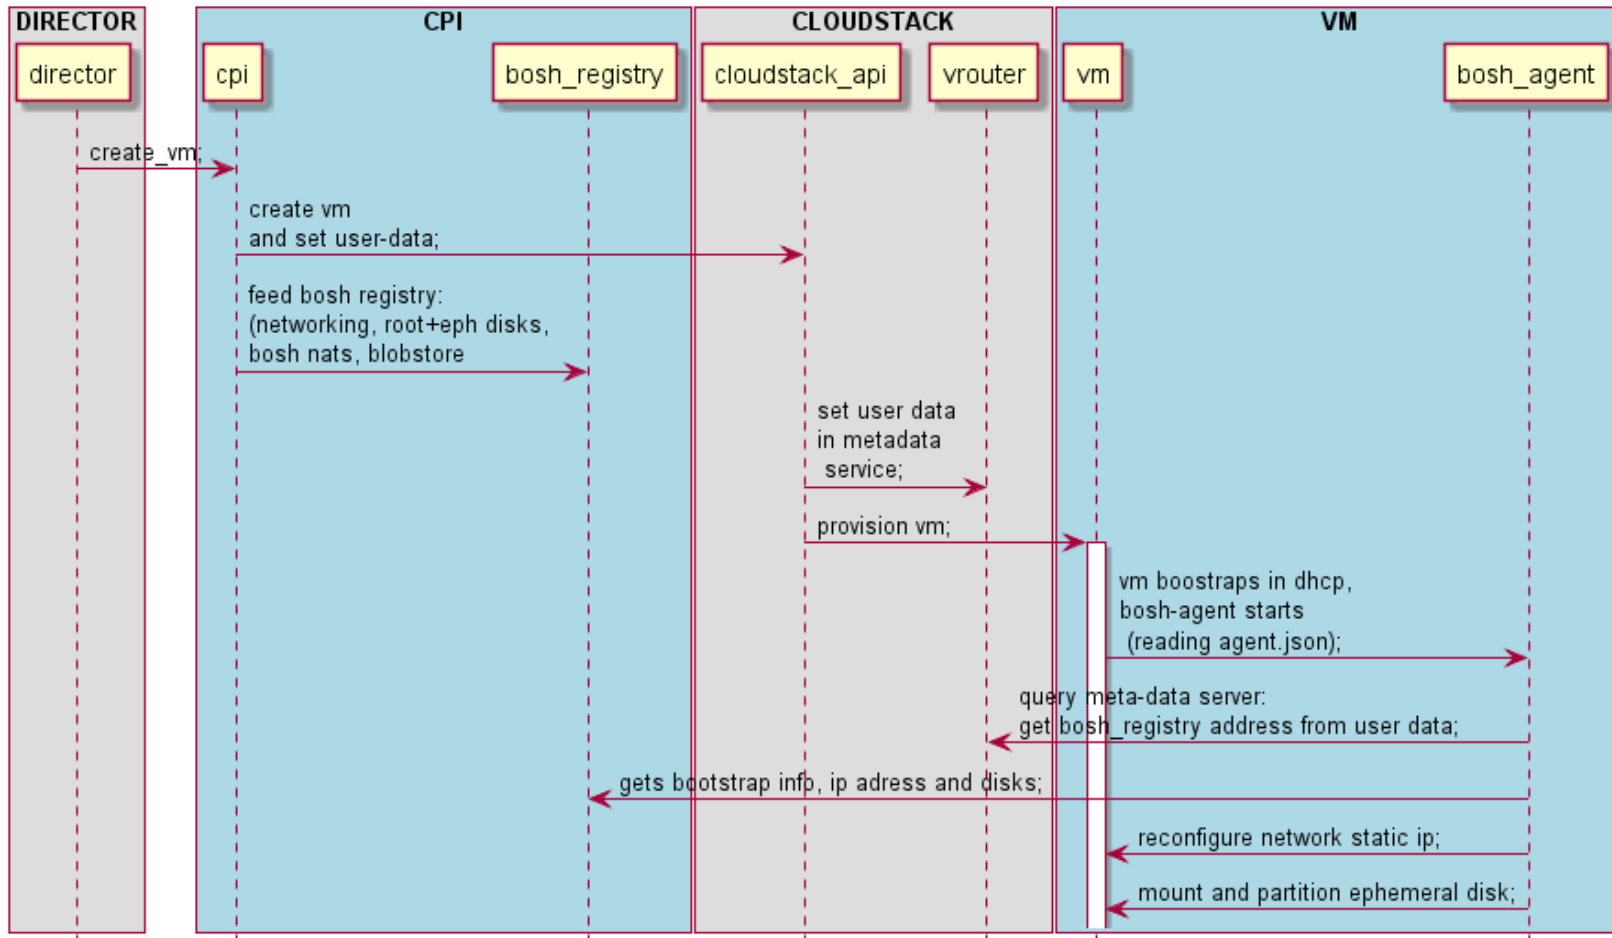 DIRECTOR
CPI
CLOUDSTACK
VM
director
cpi
bosh_registry
cloudstack_api
vrouter
vm
bosh_agent
create_vm;
create vm
and set user-data;
feed bosh registry:
(networking, root+eph disks,
bosh nats, blobstore
set user data
in metadata
service;
provision vm;
vm boostraps in dhcp,
bosh-agent starts
(reading agent.json);
query meta-data server:
get bosh_registry address from user data;
gets bootstrap info, ip adress and disks;
reconfigure network static ip;
mount and partition ephemeral disk;